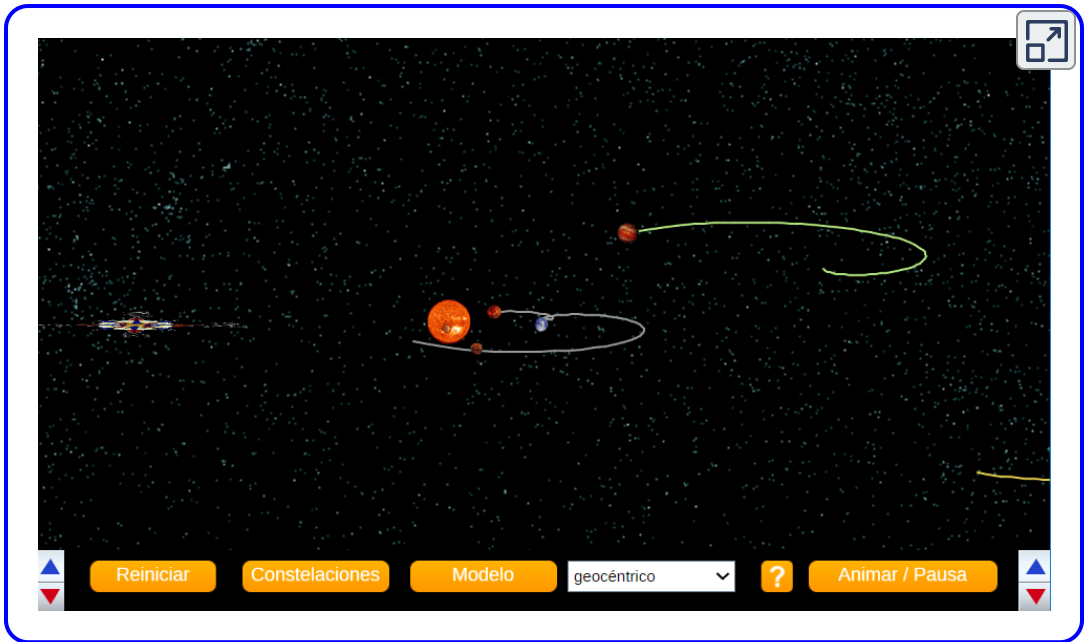 Reiniciar
Constelaciones
Modelo
geocéntrico
?
Animar / Pausa